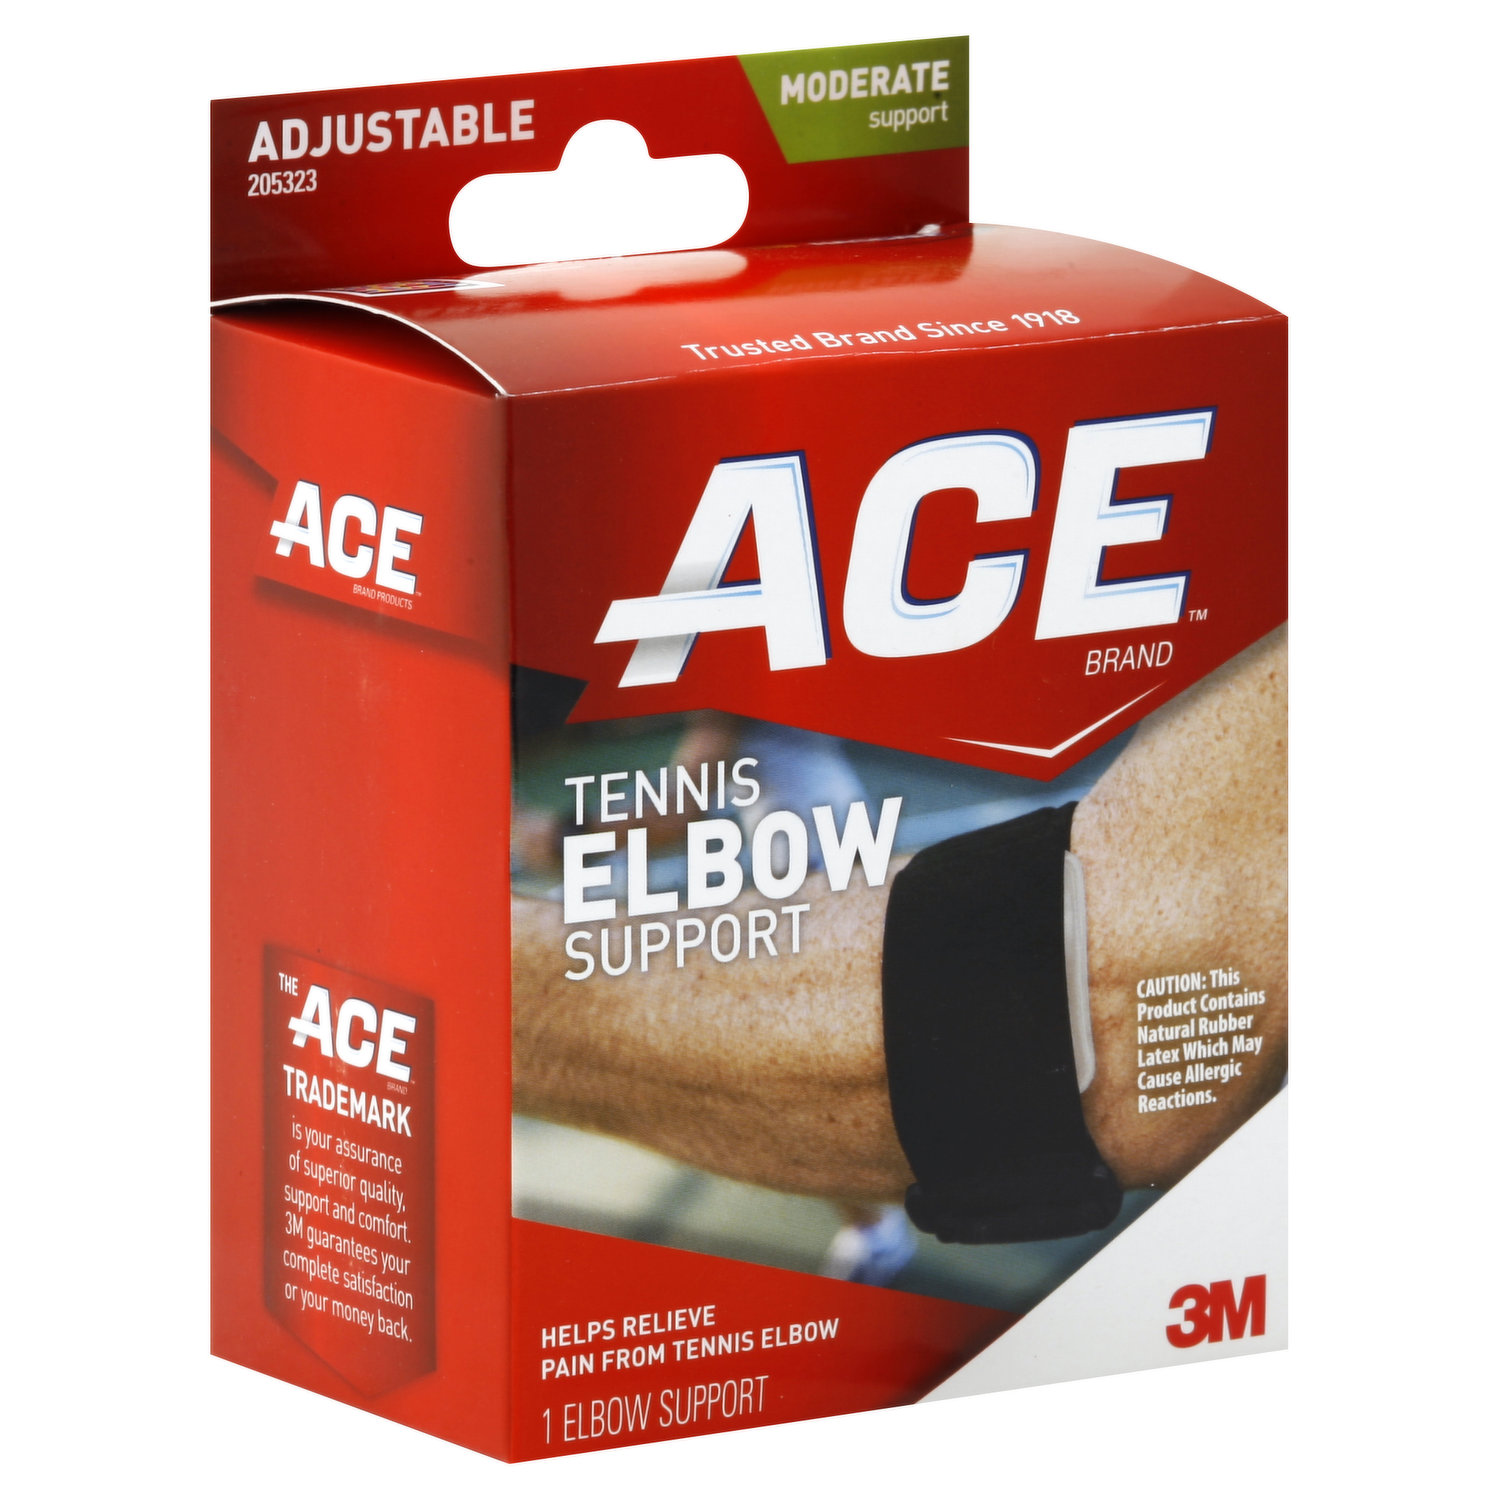 ADJUSTABLE
205323
MODERATE
support
Trusted Brand Since 1918
ACE™
BRAND
TENNIS
ELBOW
SUPPORT
CAUTION: This
Product Contains
Natural Rubber
Latex Which May
Cause Allergic
Reactions.
HELPS RELIEVE
PAIN FROM TENNIS ELBOW
1 ELBOW SUPPORT
3M
ACE™
BRAND PRODUCTS
THE
ACE™
BRAND
TRADEMARK
is your assurance
of superior quality,
support and comfort.
3M guarantees your
complete satisfaction
or your money back.